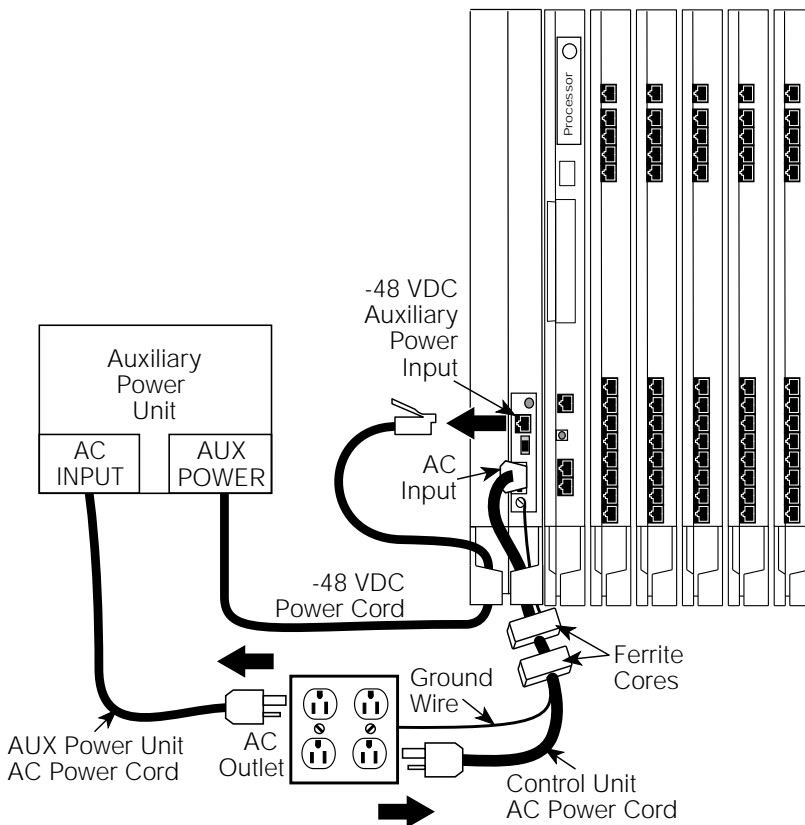 Processor
-48 VDC
Auxiliary
Power
Input
Auxiliary
Power
Unit
AC
INPUT
AUX
POWER
AC
Input
-48 VDC
Power Cord
Ferrite
Cores
Ground
Wire
AC
Outlet
AUX Power Unit
AC Power Cord
Control Unit
AC Power Cord